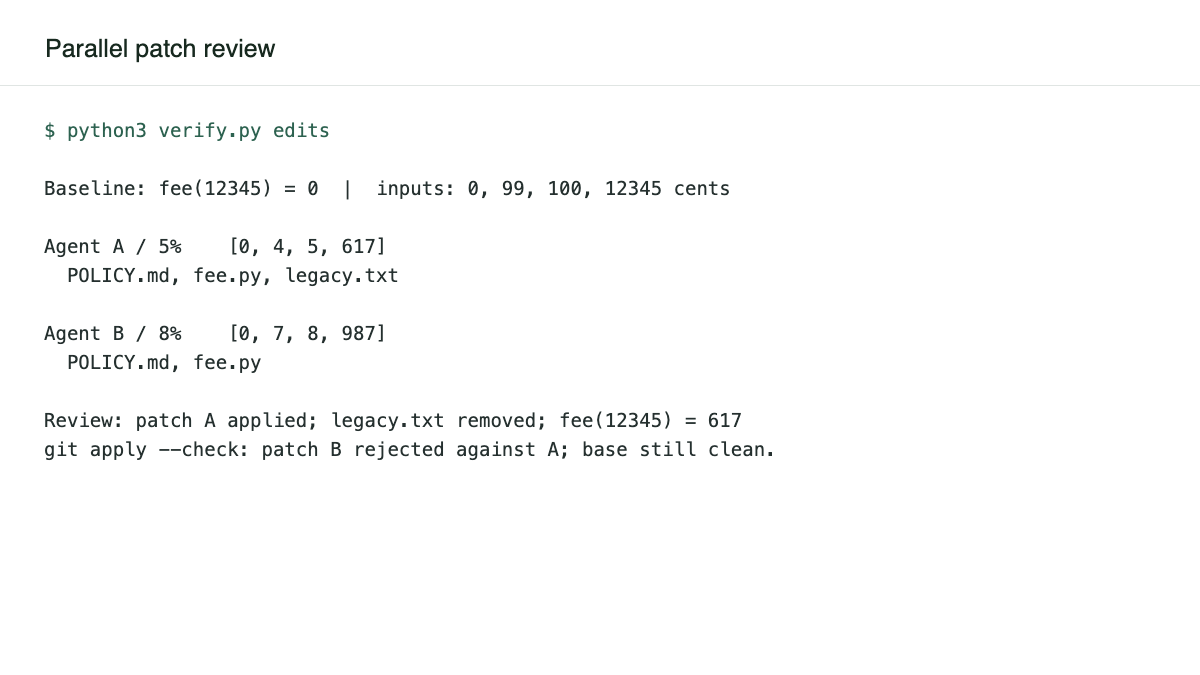 Parallel patch review
$ python3 verify.py edits
Baseline: fee(12345) = 0  |  inputs: 0, 99, 100, 12345 cents
Agent A / 5%    [0, 4, 5, 617]
  POLICY.md, fee.py, legacy.txt
Agent B / 8%    [0, 7, 8, 987]
  POLICY.md, fee.py
Review: patch A applied; legacy.txt removed; fee(12345) = 617
git apply --check: patch B rejected against A; base still clean.